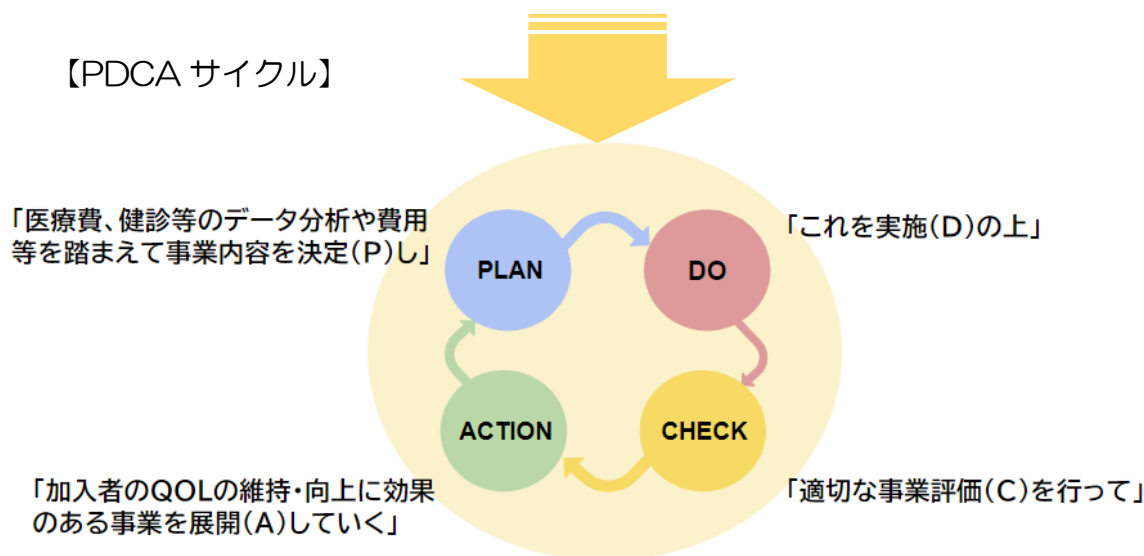 【PDCA サイクル】
「医療費、健診等のデータ分析や費用
等を踏まえて事業内容を決定(P)し」
PLAN
DO
「これを実施(D)の上」
ACTION
CHECK
「加入者のQOLの維持・向上に効果
のある事業を展開(A)していく」
「適切な事業評価(C)を行って」